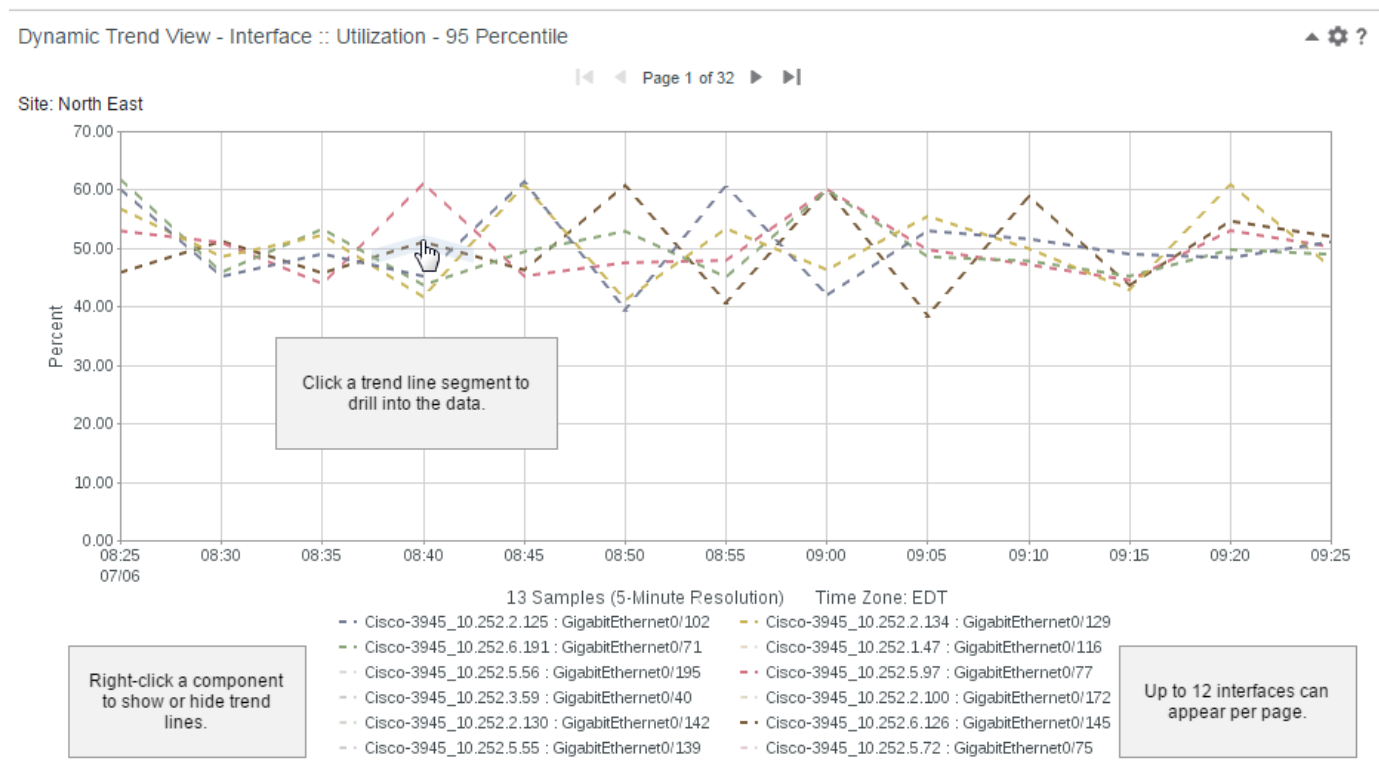 Dynamic Trend View - Interface :: Utilization - 95 Percentile
?
Page 1 of 32
Site: North East
70.00
60.00
50.00
40.00
30.00
20.00
10.00
0.00
Percent
Click a trend line segment to
drill into the data.
08:25 08:30 08:35 08:40 08:45 08:50 08:55 09:00 09:05 09:10 09:15 09:20 09:25
07/06
13 Samples (5-Minute Resolution) Time Zone: EDT
Cisco-3945_10.252.2.125 : GigabitEthernet0/102 Cisco-3945_10.252.2.134 : GigabitEthernet0/129
Cisco-3945_10.252.6.191 : GigabitEthernet0/71 Cisco-3945_10.252.1.47 : GigabitEthernet0/116
Cisco-3945_10.252.5.56 : GigabitEthernet0/195 Cisco-3945_10.252.5.97 : GigabitEthernet0/77
Cisco-3945_10.252.3.59 : GigabitEthernet0/40 Cisco-3945_10.252.2.100 : GigabitEthernet0/172
Cisco-3945_10.252.2.130 : GigabitEthernet0/142 Cisco-3945_10.252.6.126 : GigabitEthernet0/145
Cisco-3945_10.252.5.55 : GigabitEthernet0/139 Cisco-3945_10.252.5.72 : GigabitEthernet0/75
Right-click a component
to show or hide trend
lines.
Up to 12 interfaces can
appear per page.